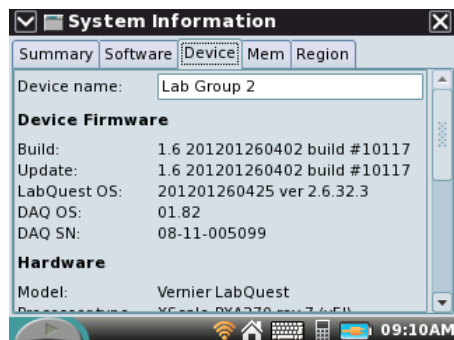 System Information
Summary Software Device Mem Region
Device name: Lab Group 2
Device Firmware
Build: 1.6 201201260402 build #10117
Update: 1.6 201201260402 build #10117
LabQuest OS: 201201260425 ver 2.6.32.3
DAQ OS: 01.82
DAQ SN: 08-11-005099
Hardware
Model: Vernier LabQuest
09:10AM